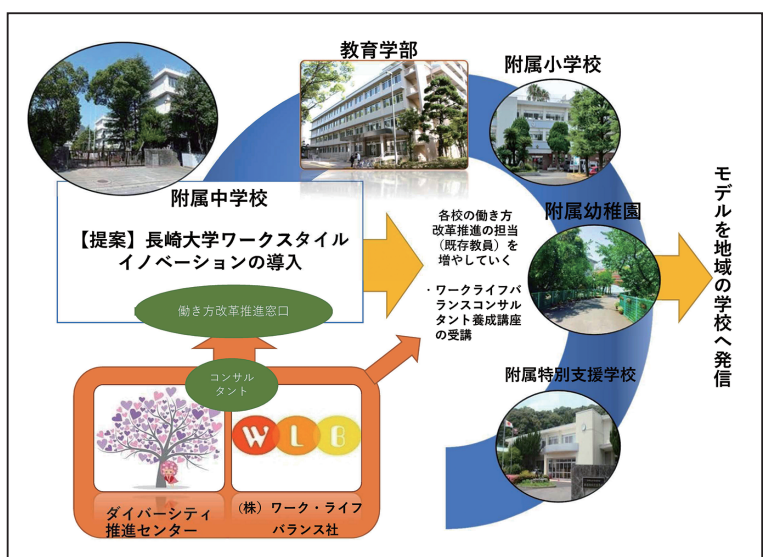 教育学部
附属小学校
附属中学校
【提案】長崎大学ワークスタイル
イノベーションの導入
働き方改革推進窓口
コンサル
タント
各校の働き方
改革推進の担当
(既存教員)を
増やしていく
・ワークライフバ
ランスコンサル
タント養成講座
の受講
附属幼稚園
附属特別支援学校
モデルを地域の学校へ発信
WLB
ダイバーシティ
推進センター
(株)ワーク・ライフ
バランス社